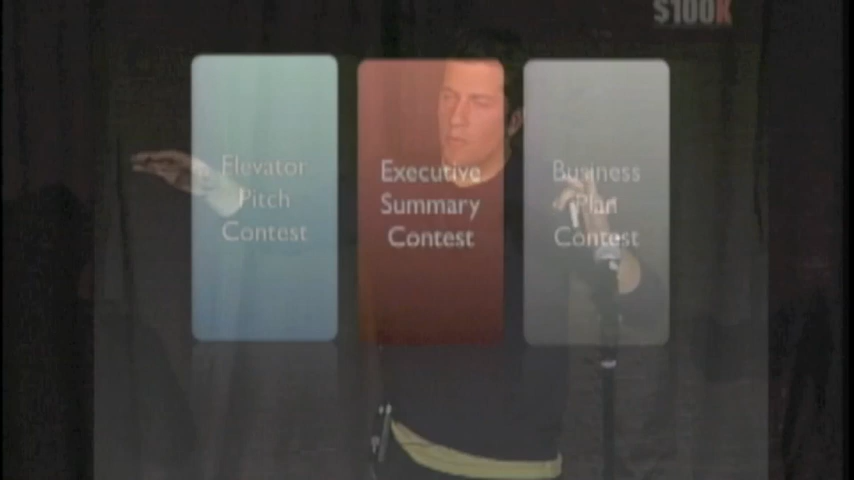 $100K
Elevator
Pitch
Contest
Executive
Summary
Contest
Business
Plan
Contest